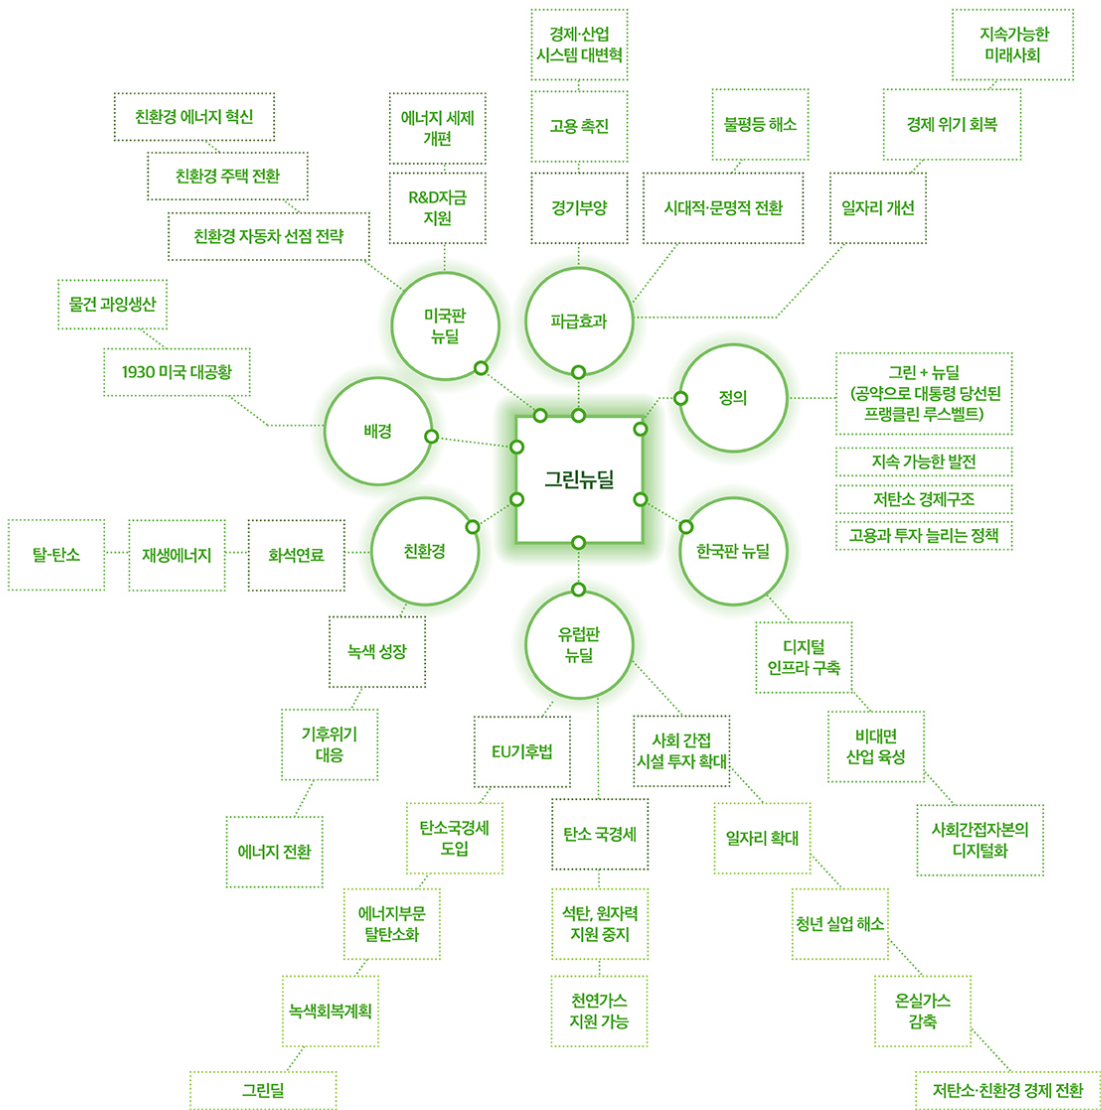 경제·산업
시스템 대변혁
지속가능한
미래사회
친환경 에너지 혁신
에너지 세제
개편
고용 촉진
불평등 해소
경제 위기 회복
친환경 주택 전환
R&D자금
지원
경기부양
시대적·문명적 전환
일자리 개선
친환경 자동차 선점 전략
물건 과잉생산
미국판
뉴딜
파급효과
1930 미국 대공황
배경
정의
그린 + 뉴딜
(공약으로 대통령 당선된
프랭클린 루스벨트)
지속 가능한 발전
저탄소 경제구조
고용과 투자 늘리는 정책
그린뉴딜
탈-탄소
재생에너지
화석연료
친환경
한국판 뉴딜
녹색 성장
유럽판
뉴딜
디지털
인프라 구축
기후위기
대응
EU기후법
사회 간접
시설 투자 확대
비대면
산업 육성
에너지 전환
탄소국경세
도입
탄소 국경세
일자리 확대
사회간접자본의
디지털화
에너지부문
탈탄소화
석탄, 원자력
지원 중지
청년 실업 해소
녹색회복계획
천연가스
지원 가능
온실가스
감축
그린딜
저탄소·친환경 경제 전환